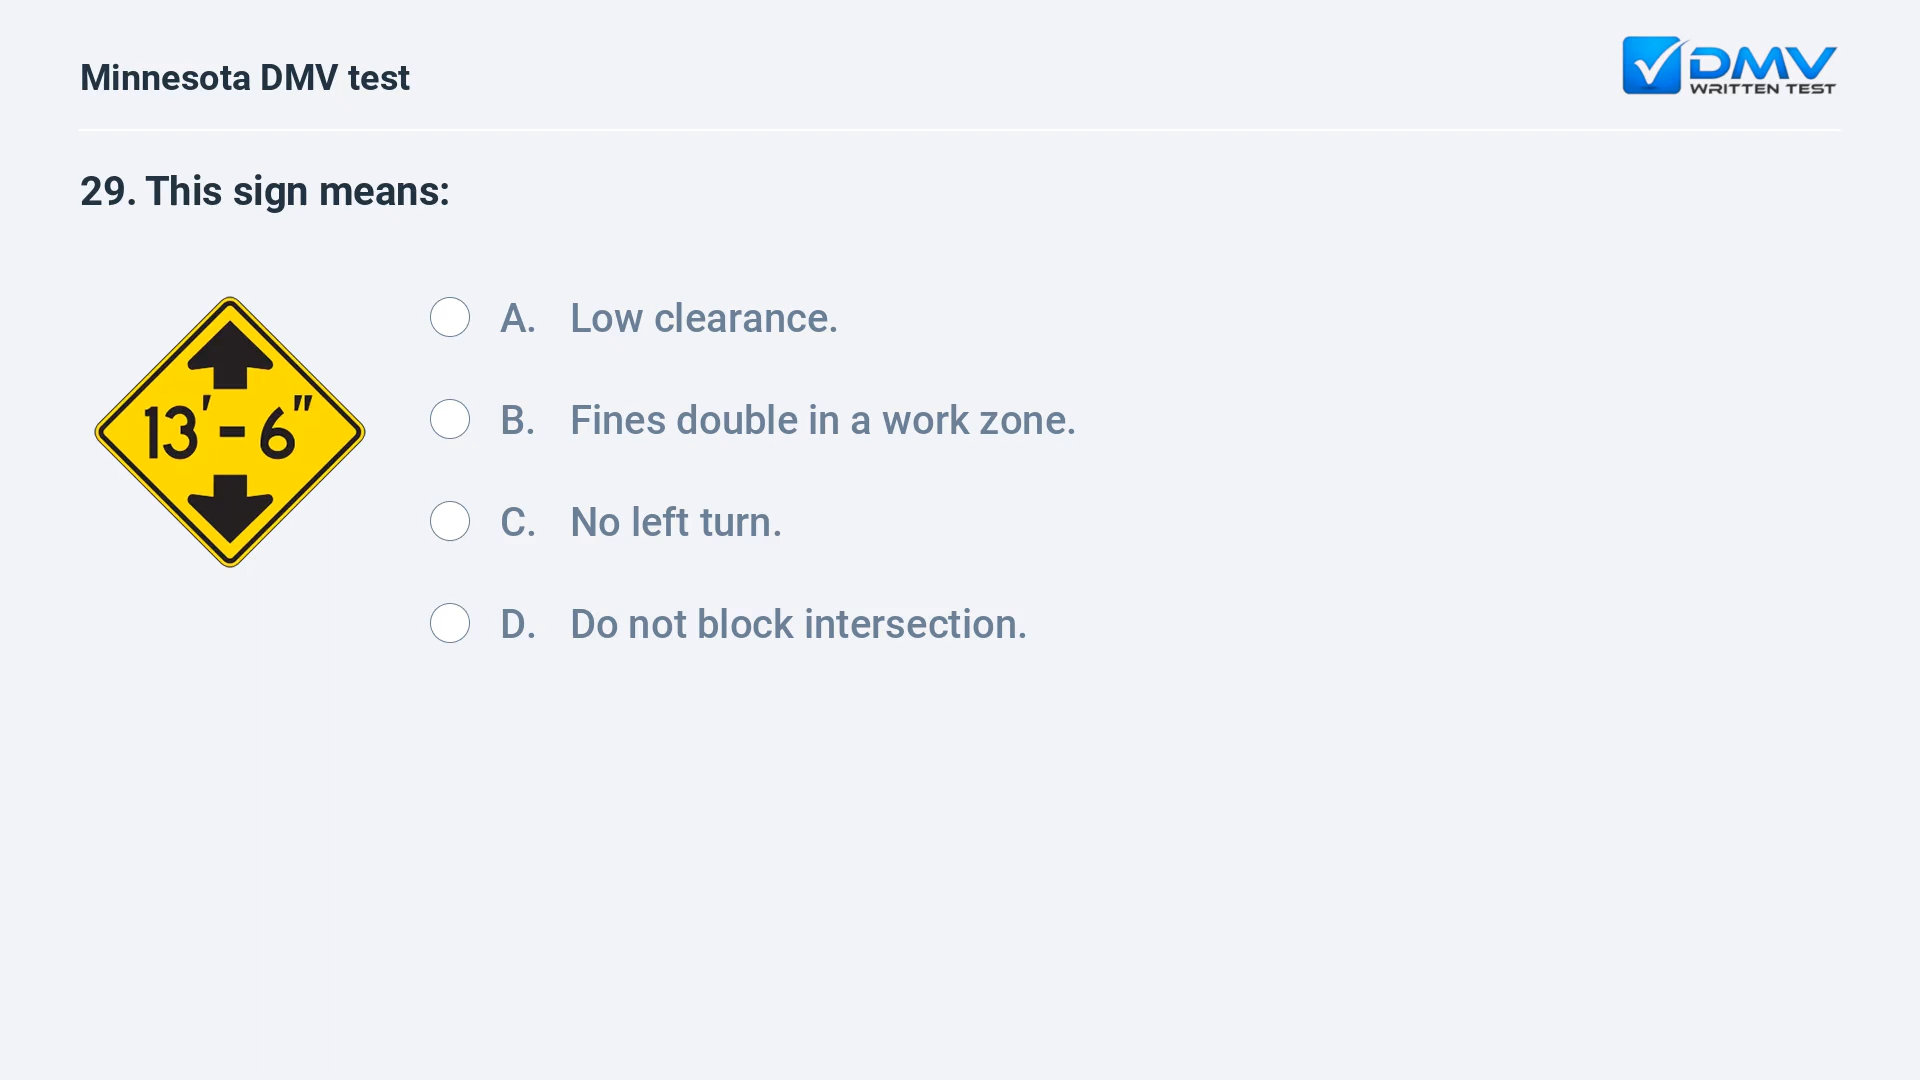 Minnesota DMV test
DMV
WRITTEN TEST
29. This sign means:
13' - 6"
A. Low clearance.
B. Fines double in a work zone.
C. No left turn.
D. Do not block intersection.